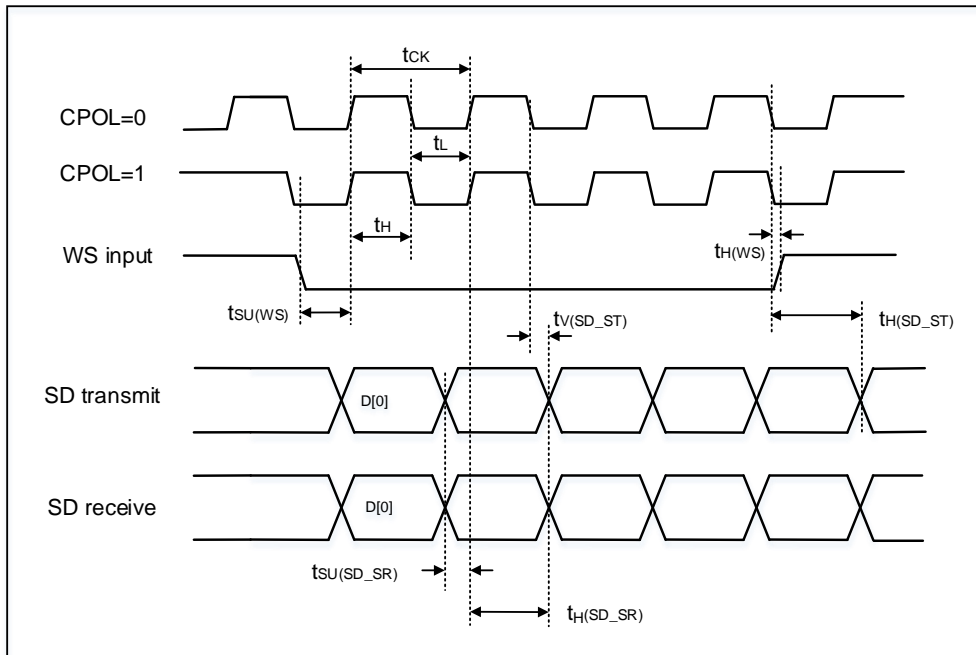 tCK
CPOL=0
tL
CPOL=1
tH
tH(WS)
WS input
tSU(WS)
tV(SD_ST)
tH(SD_ST)
SD transmit
D[0]
SD receive
D[0]
tSU(SD_SR)
tH(SD_SR)